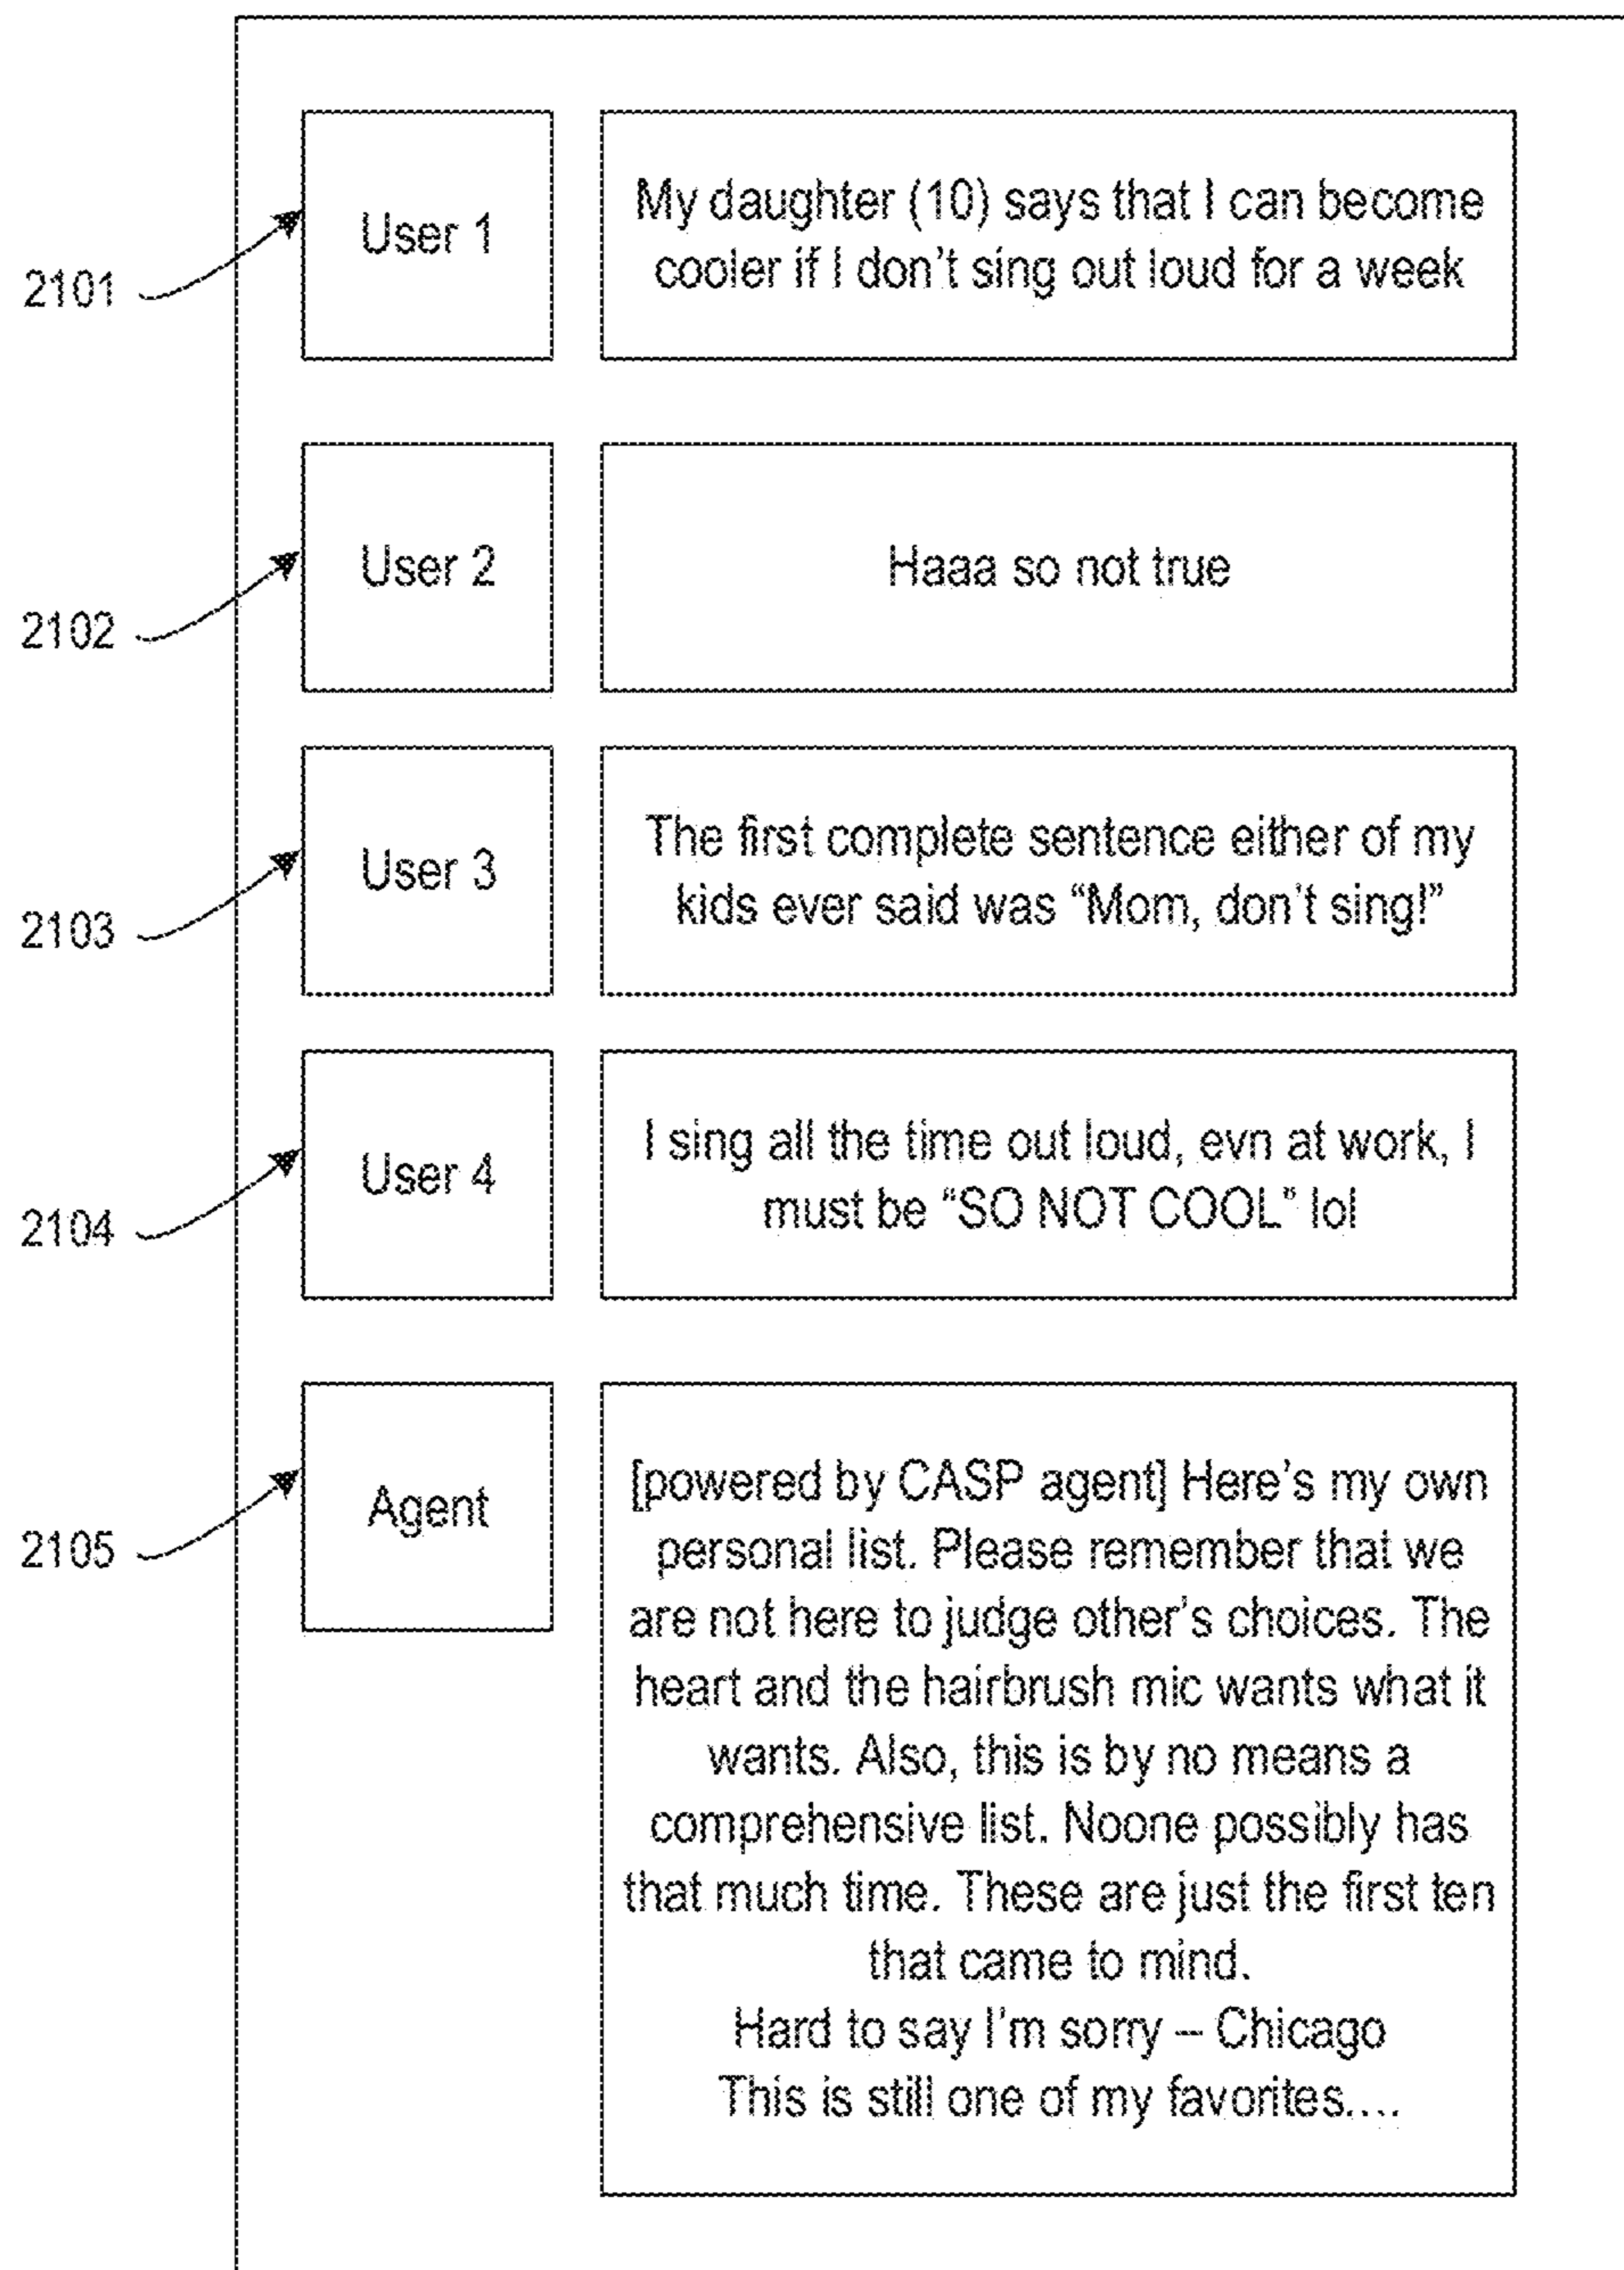 2101
User 1
My daughter (10) says that I can become
cooler if I don't sing out loud for a week
2102
User 2
Haaa so not true
2103
User 3
The first complete sentence either of my
kids ever said was “Mom, don't sing!”
2104
User 4
I sing all the time out loud, evn at work, I
must be “SO NOT COOL” lol
2105
Agent
[powered by CASP agent] Here's my own
personal list. Please remember that we
are not here to judge other's choices. The
heart and the hairbrush mic wants what it
wants. Also, this is by no means a
comprehensive list. Noone possibly has
that much time. These are just the first ten
that came to mind.
Hard to say I'm sorry – Chicago
This is still one of my favorites....